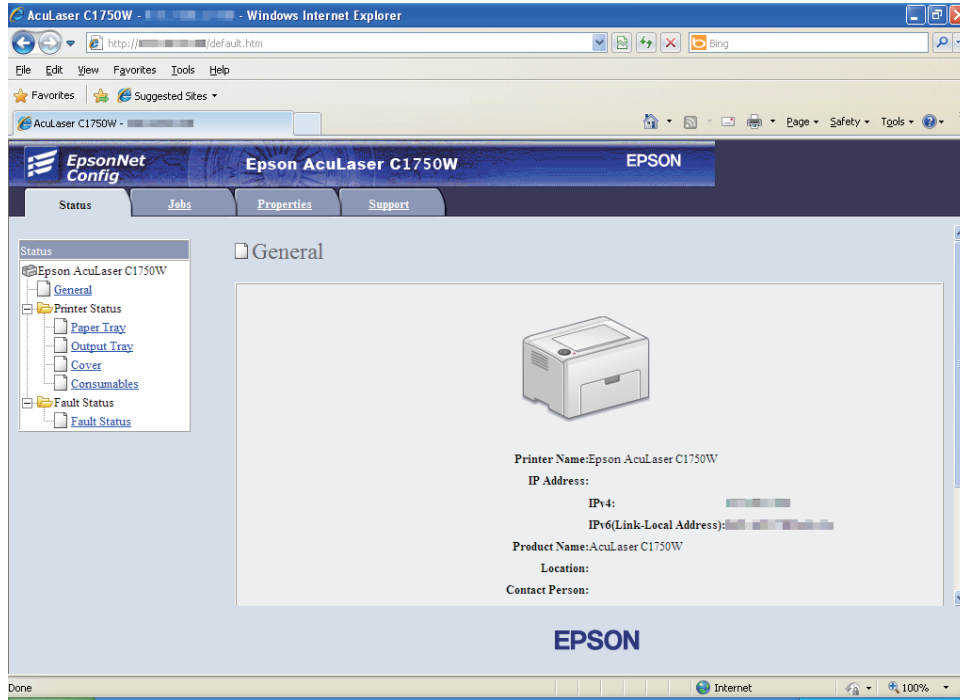 AcuLaser C1750W - - Windows Internet Explorer
http:// /default.htm
Bing
File Edit View Favorites Tools Help
Favorites Suggested Sites
AcuLaser C1750W -
Page Safety Tools
EpsonNet
Config
Epson AcuLaser C1750W
EPSON
Status Jobs Properties Support
Status
Epson AcuLaser C1750W
General
Printer Status
Paper Tray
Output Tray
Cover
Consumables
Fault Status
Fault Status
General
Printer Name:Epson AcuLaser C1750W
IP Address:
IPv4:
IPv6(Link-Local Address):
Product Name:AcuLaser C1750W
Location:
Contact Person:
EPSON
Done Internet 100%